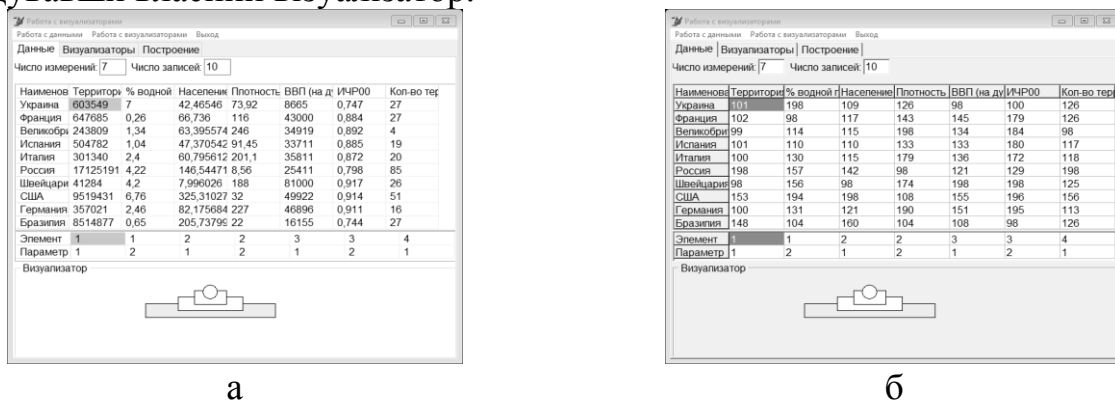 Работа с визуализаторами
Работа с данными Работа с визуализаторами Выход
Данные Визуализаторы Построение
Число измерений: 7 Число записей: 10
Наименов Территори % водной Население Плотность ВВП (на д ИЧР00 Кол-во тер
Украина 603549 7 42,46546 73,92 8665 0,747 27
Франция 647685 0,26 66,736 116 43000 0,884 27
Великобри 243809 1,34 63,395574 246 34919 0,892 4
Испания 504782 1,04 47,370542 91,45 33711 0,885 19
Италия 301340 2,4 60,795612 201,1 35811 0,872 20
Россия 17125191 4,22 146,54471 8,56 25411 0,798 85
Швейцари 41284 4,2 7,996026 188 81000 0,917 26
США 9519431 6,76 325,31027 32 49922 0,914 51
Германия 357021 2,46 82,175684 227 46896 0,911 16
Бразилия 8514877 0,65 205,73799 22 16155 0,744 27
Элемент 1 1 2 2 3 3 4
Параметр 1 2 1 2 1 2 1
Визуализатор
а
Работа с визуализаторами
Работа с данными Работа с визуализаторами Выход
Данные Визуализаторы Построение
Число измерений: 7 Число записей: 10
Наименова Территория % водной п Население Плотность ВВП (на ду ИЧР00 Кол-во тер
Украина 101 198 109 126 98 100 126
Франция 102 98 117 143 145 179 126
Великобри 99 114 115 198 134 184 98
Испания 101 110 110 133 133 180 117
Италия 100 130 115 179 136 172 118
Россия 198 157 142 98 121 129 198
Швейцария 98 156 98 174 198 198 125
США 153 194 198 108 155 196 156
Германия 100 131 121 190 151 195 113
Бразилия 148 104 160 104 108 98 126
Элемент 1 1 2 2 3 3 4
Параметр 1 2 1 2 1 2 1
Визуализатор
б